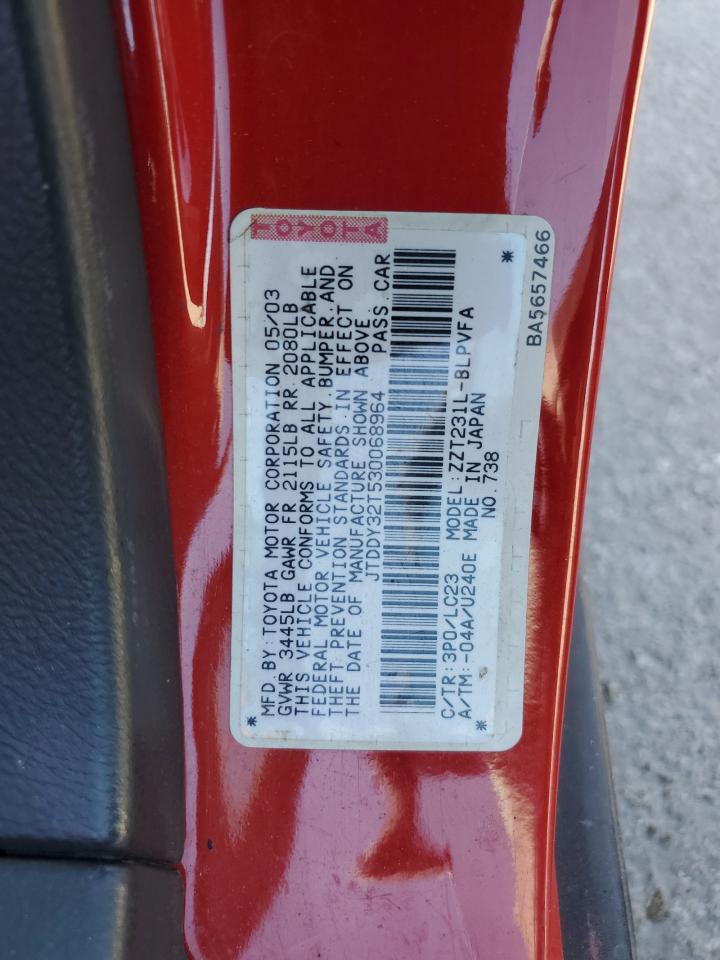 TOYOTA
* MFD. BY: TOYOTA MOTOR CORPORATION 05/03
GVWR 3445LB GAWR FR 2115LB RR 2080LB
THIS VEHICLE CONFORMS TO ALL APPLICABLE
FEDERAL MOTOR VEHICLE SAFETY, BUMPER, AND
THEFT PREVENTION STANDARDS IN EFFECT ON
THE DATE OF MANUFACTURE SHOWN ABOVE.
JTDDY32T530068964 PASS. CAR
C/TR: 3P0/LC23 MODEL: ZZT231L-BLPVFA
A/TM: -04A/U240E MADE IN JAPAN
* NO. 738 *
BA5657466